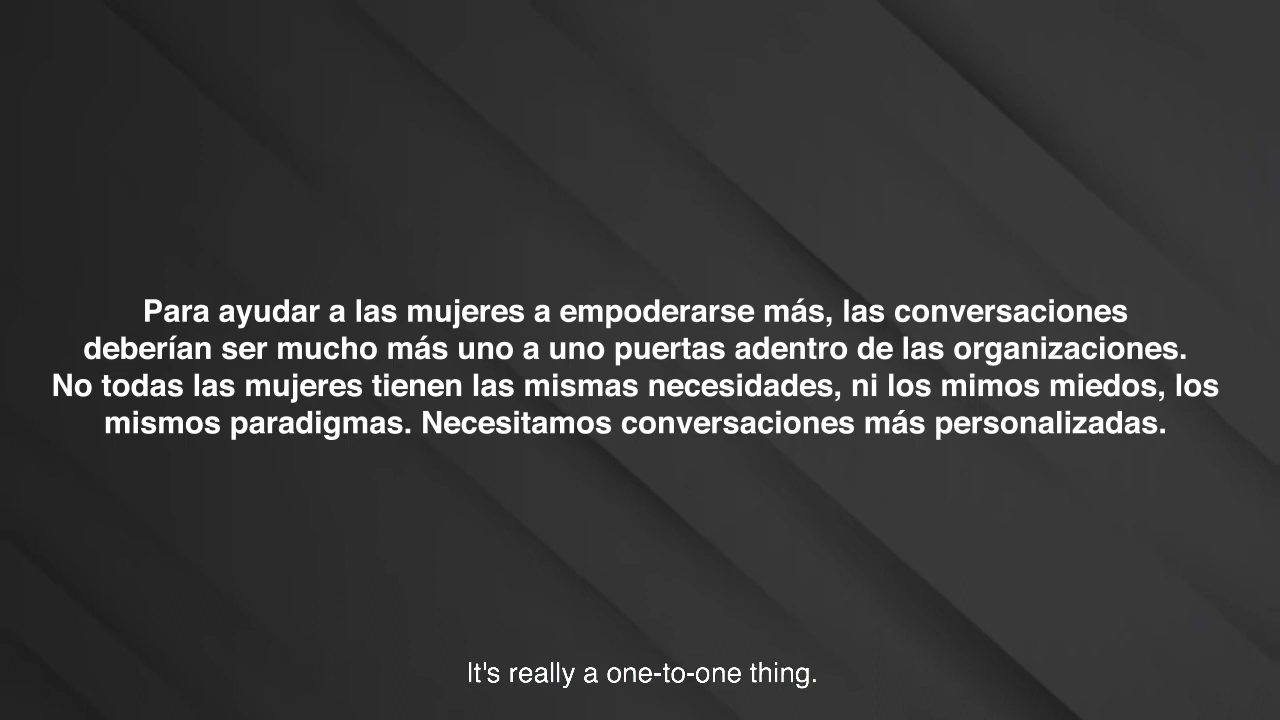 Para ayudar a las mujeres a empoderarse más, las conversaciones
deberían ser mucho más uno a uno puertas adentro de las organizaciones.
No todas las mujeres tienen las mismas necesidades, ni los mimos miedos, los
mismos paradigmas. Necesitamos conversaciones más personalizadas.
It's really a one-to-one thing.